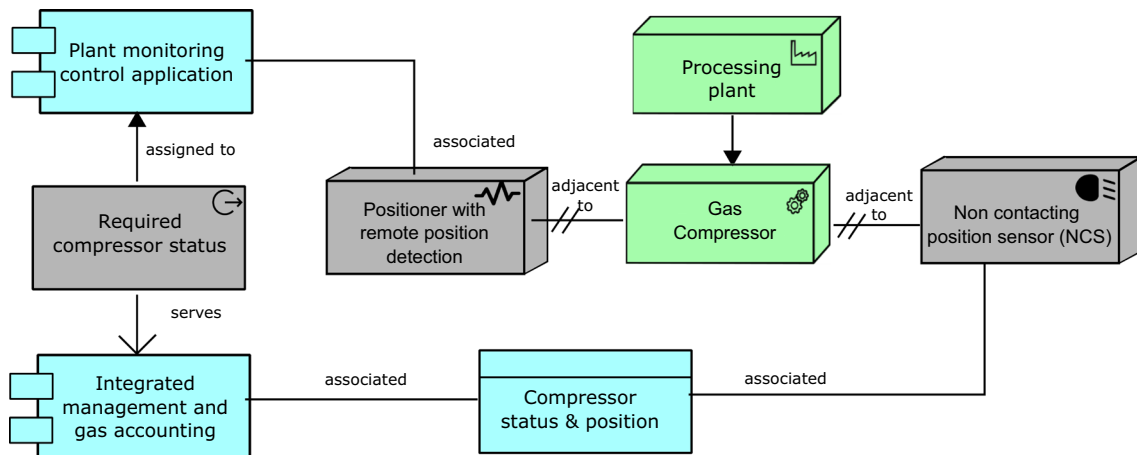 Plant monitoring
control application
Processing
plant
associated
assigned to
adjacent
to
adjacent
to
Required
compressor status
Positioner with
remote position
detection
Gas
Compressor
Non contacting
position sensor (NCS)
serves
Integrated
management and
gas accounting
associated
Compressor
status & position
associated